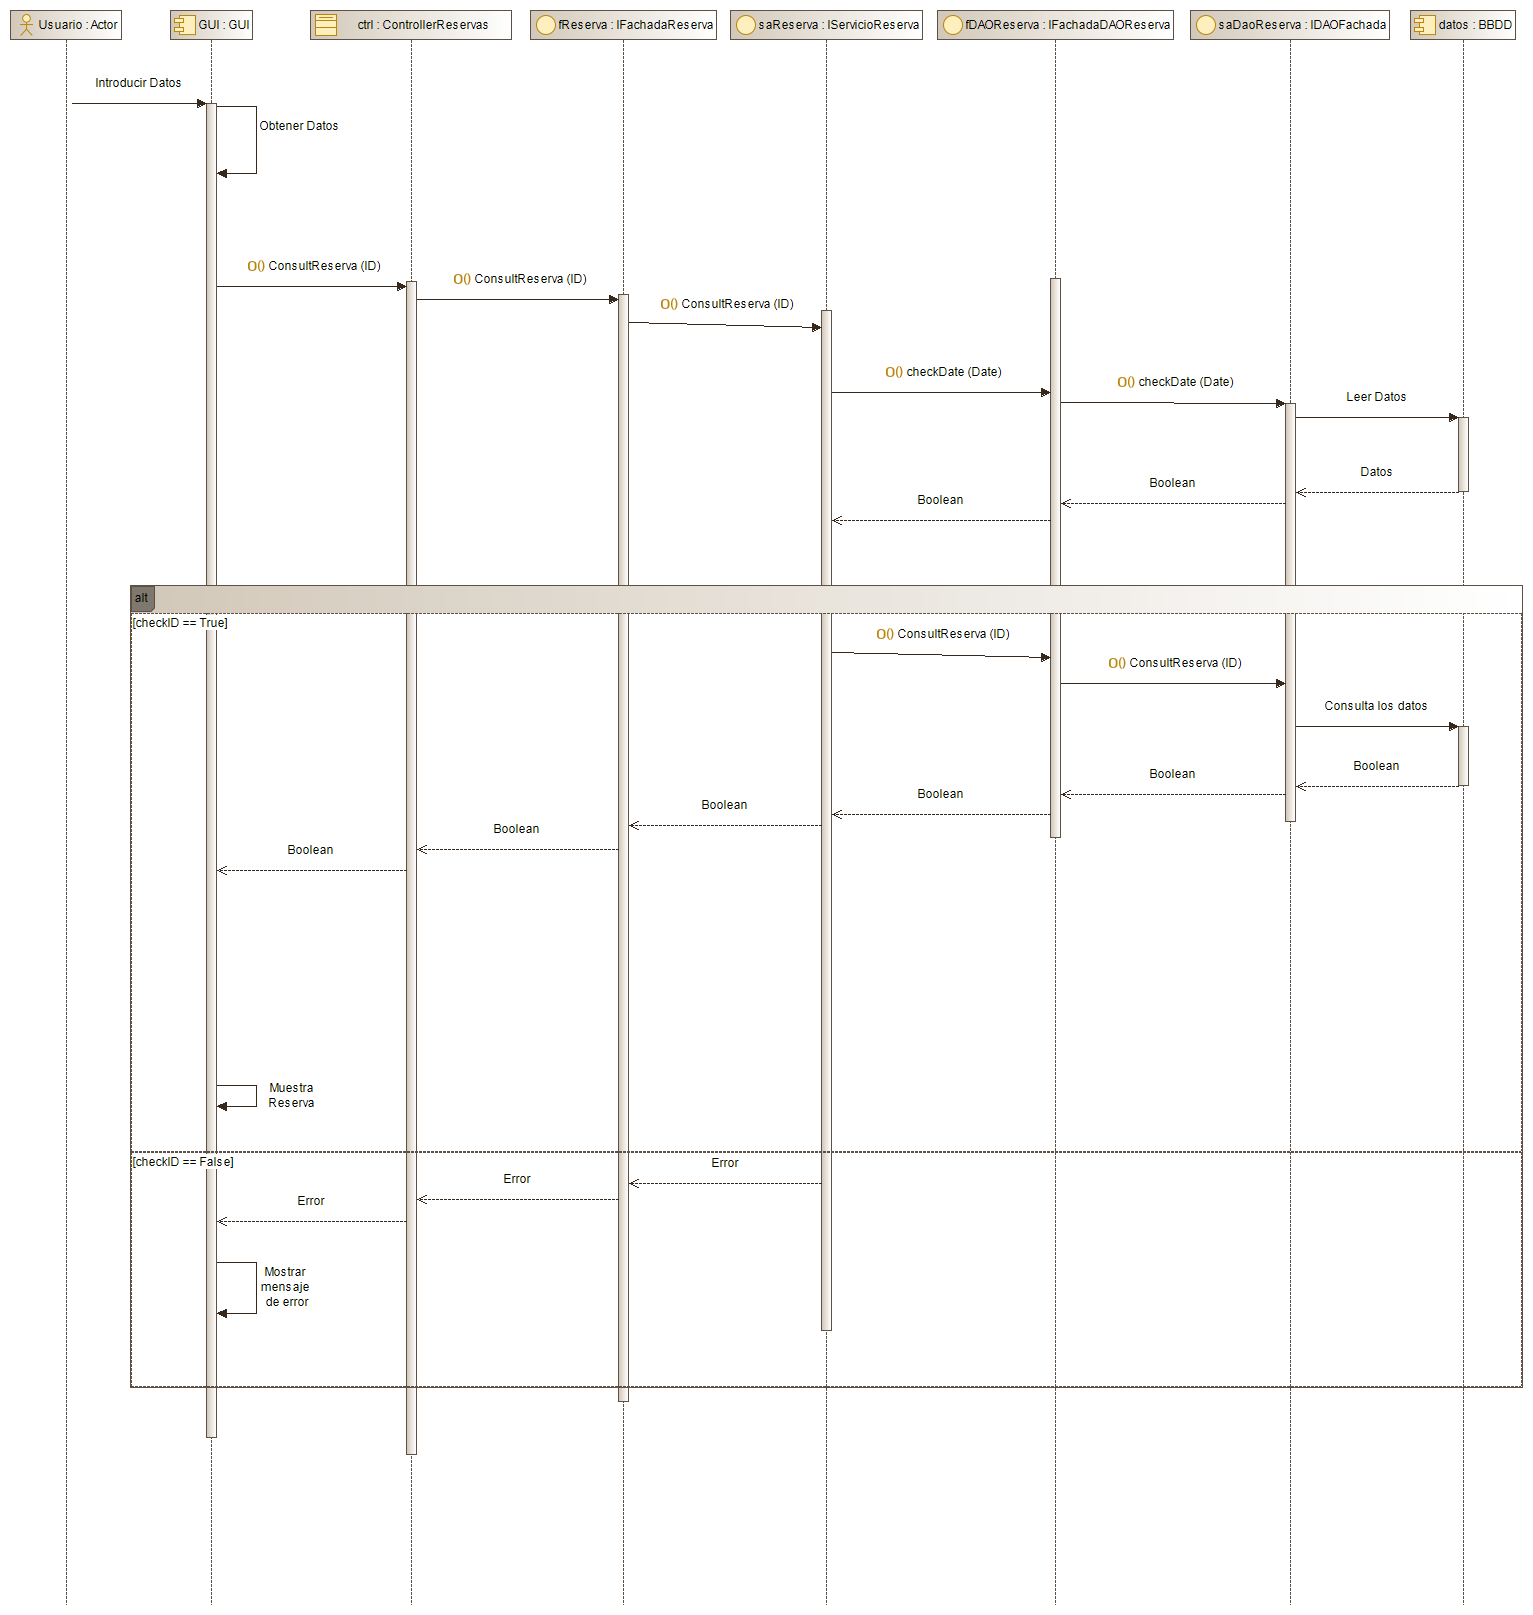 Usuario : Actor
GUI : GUI
ctrl : ControllerReservas
fReserva : IFachadaReserva
saReserva : IServicioReserva
fDAOReserva : IFachadaDAOReserva
saDaoReserva : IDAOFachada
datos : BBDD
Introducir Datos
Obtener Datos
O() ConsultReserva (ID)
O() ConsultReserva (ID)
O() ConsultReserva (ID)
O() checkDate (Date)
O() checkDate (Date)
Leer Datos
Datos
Boolean
Boolean
alt
[checkID == True]
O() ConsultReserva (ID)
O() ConsultReserva (ID)
Consulta los datos
Boolean
Boolean
Boolean
Boolean
Boolean
Boolean
Muestra
Reserva
[checkID == False]
Error
Error
Error
Mostrar
mensaje
de error